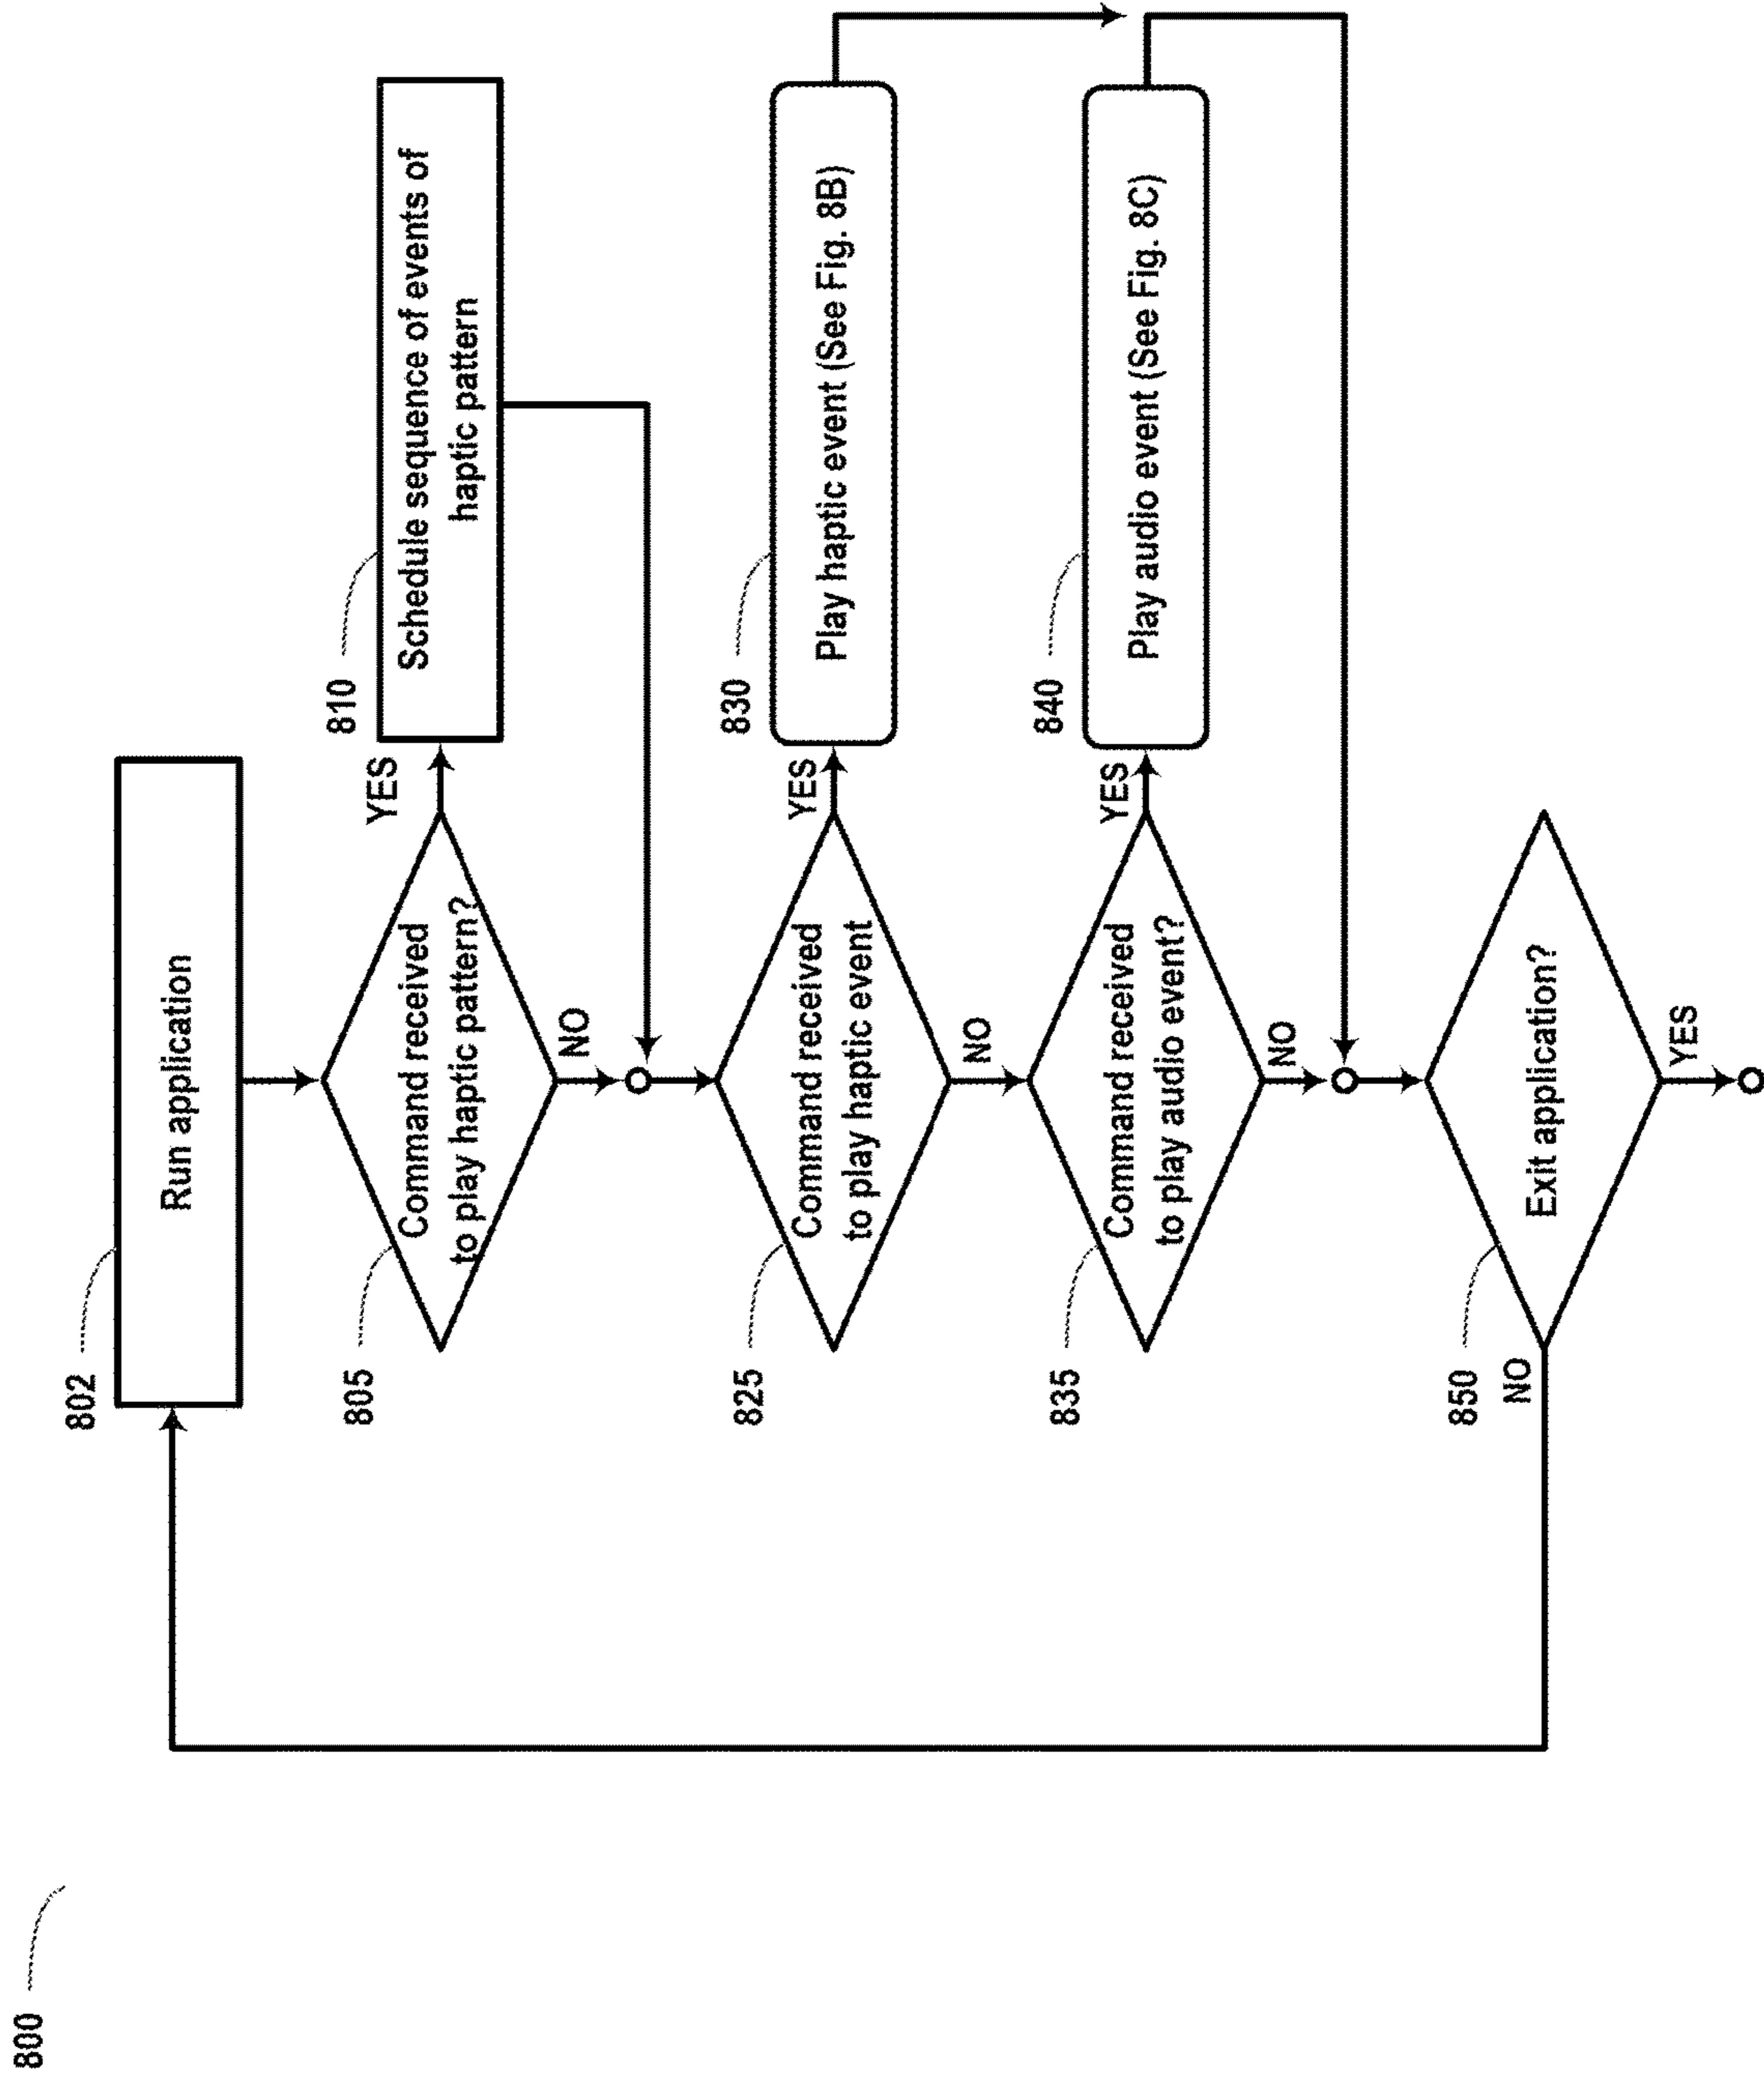 800
802
Run application
805
Command received
to play haptic pattern?
YES
NO
810
Schedule sequence of events of
haptic pattern
825
Command received
to play haptic event
YES
NO
830
Play haptic event (See Fig. 8B)
835
Command received
to play audio event?
YES
NO
840
Play audio event (See Fig. 8C)
850
NO
Exit application?
YES